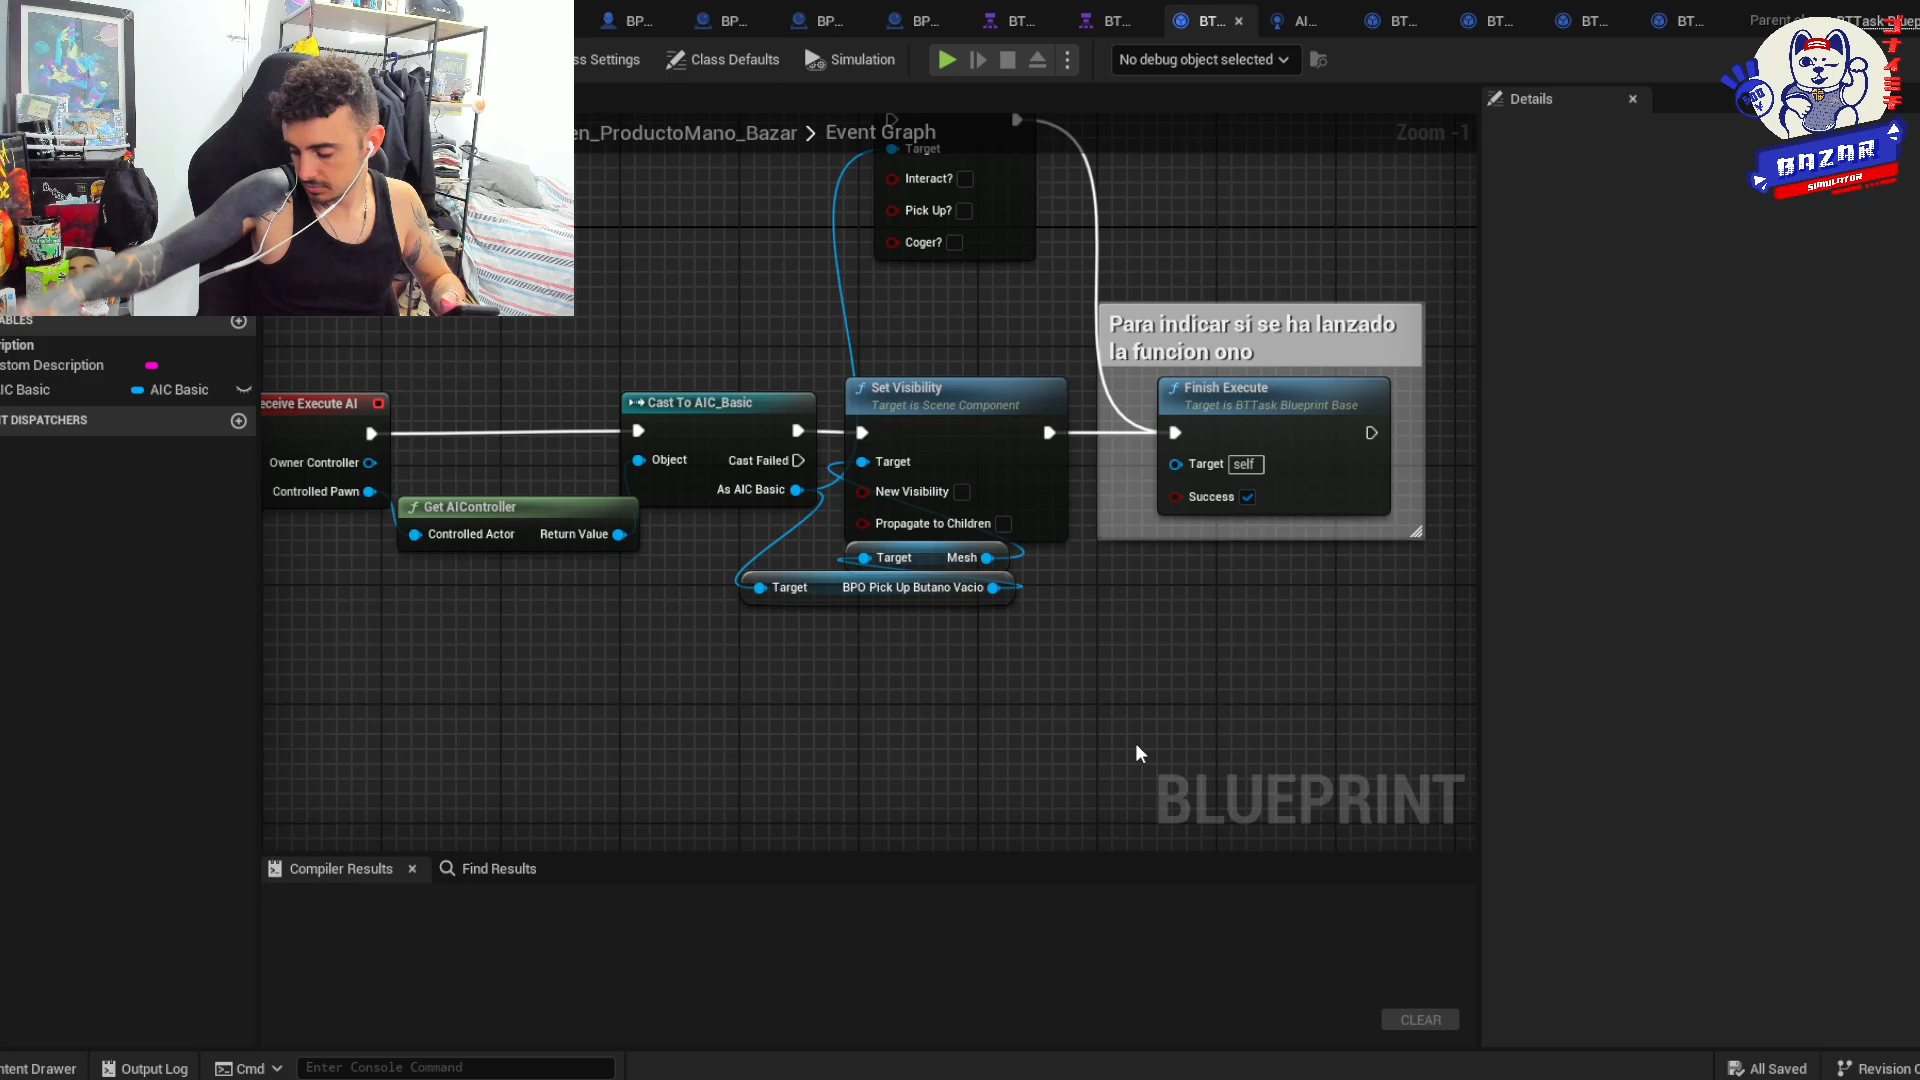 BP...
BP...
BP...
BP...
BT...
BT...
BT...
AI...
BT...
BT...
BT...
BT...
ss Settings
Class Defaults
Simulation
No debug object selected
Details
BAZAR
SIMULATOR
en_ProductoMano_Bazar > Event Graph
Zoom -1
Target
Interact?
Pick Up?
Coger?
Para indicar si se ha lanzado
la funcion ono
ABLES
iption
stom Description
IC Basic
AIC Basic
T DISPATCHERS
eceive Execute AI
Owner Controller
Controlled Pawn
Get AIController
Controlled Actor
Return Value
Cast To AIC_Basic
Object
Cast Failed
As AIC Basic
Set Visibility
Target is Scene Component
Target
New Visibility
Propagate to Children
Target
Mesh
Target
BPO Pick Up Butano Vacio
Finish Execute
Target is BTTask Blueprint Base
Target
self
Success
BLUEPRINT
Compiler Results
Find Results
CLEAR
ntent Drawer
Output Log
Cmd
Enter Console Command
All Saved
Revision C